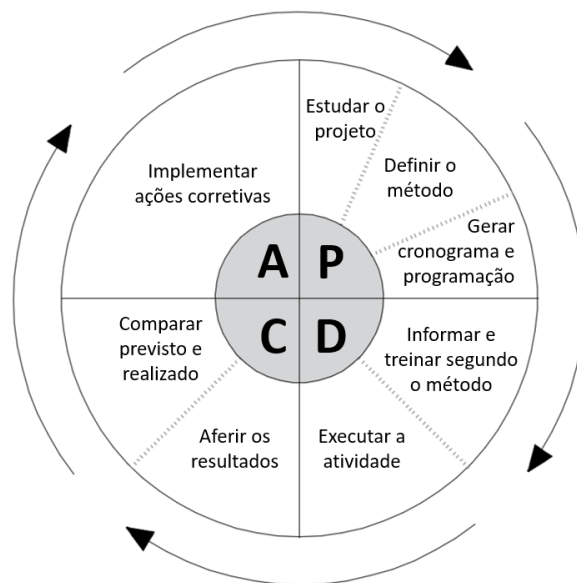 Estudar o
projeto
Definir o
método
Gerar
cronograma e
programação
Informar e
treinar segundo
o método
Executar a
atividade
Aferir os
resultados
Comparar
previsto e
realizado
Implementar
ações corretivas
A P
C D